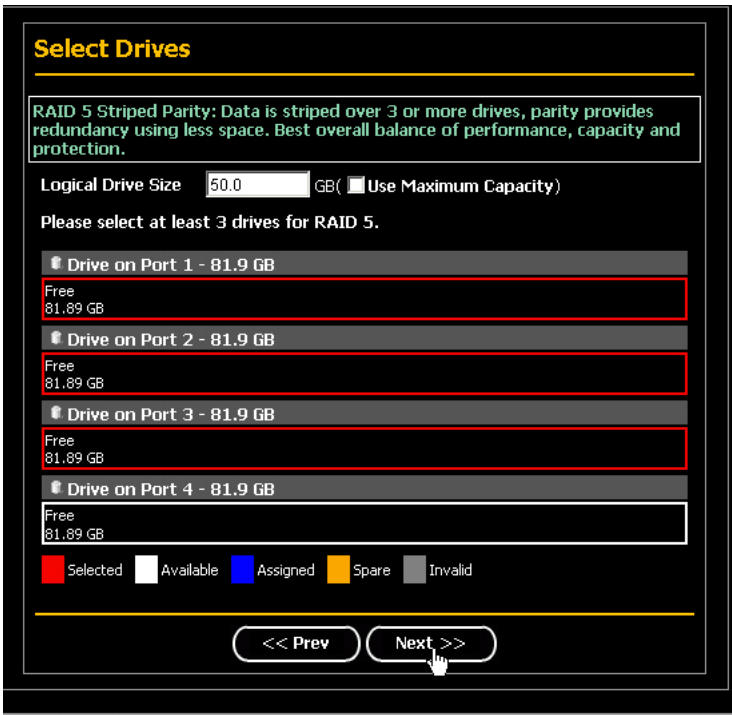 Select Drives
RAID 5 Striped Parity: Data is striped over 3 or more drives, parity provides
redundancy using less space. Best overall balance of performance, capacity and
protection.
Logical Drive Size 50.0 GB( Use Maximum Capacity)
Please select at least 3 drives for RAID 5.
Drive on Port 1 - 81.9 GB
Free
81.89 GB
Drive on Port 2 - 81.9 GB
Free
81.89 GB
Drive on Port 3 - 81.9 GB
Free
81.89 GB
Drive on Port 4 - 81.9 GB
Free
81.89 GB
Selected Available Assigned Spare Invalid
<< Prev Next >>